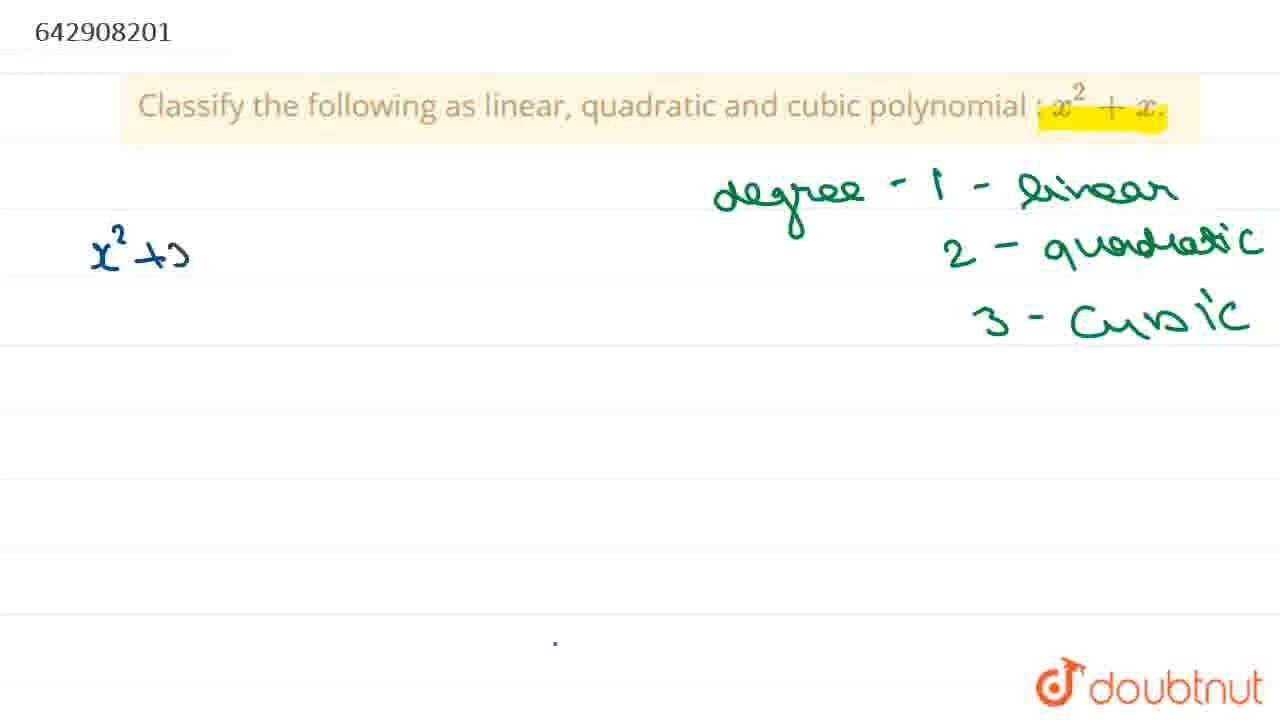 642908201
Classify the following as linear, quadratic and cubic polynomial : x² + x.
degree - 1 - linear
x² +
2 - quadratic
3 - Cubic
doubtnut